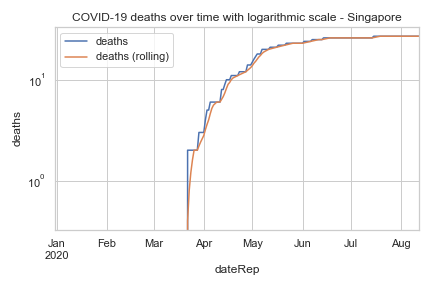 COVID-19 deaths over time with logarithmic scale - Singapore
deaths
deaths (rolling)
deaths
10¹
10⁰
Jan Feb Mar Apr May Jun Jul Aug
2020
dateRep